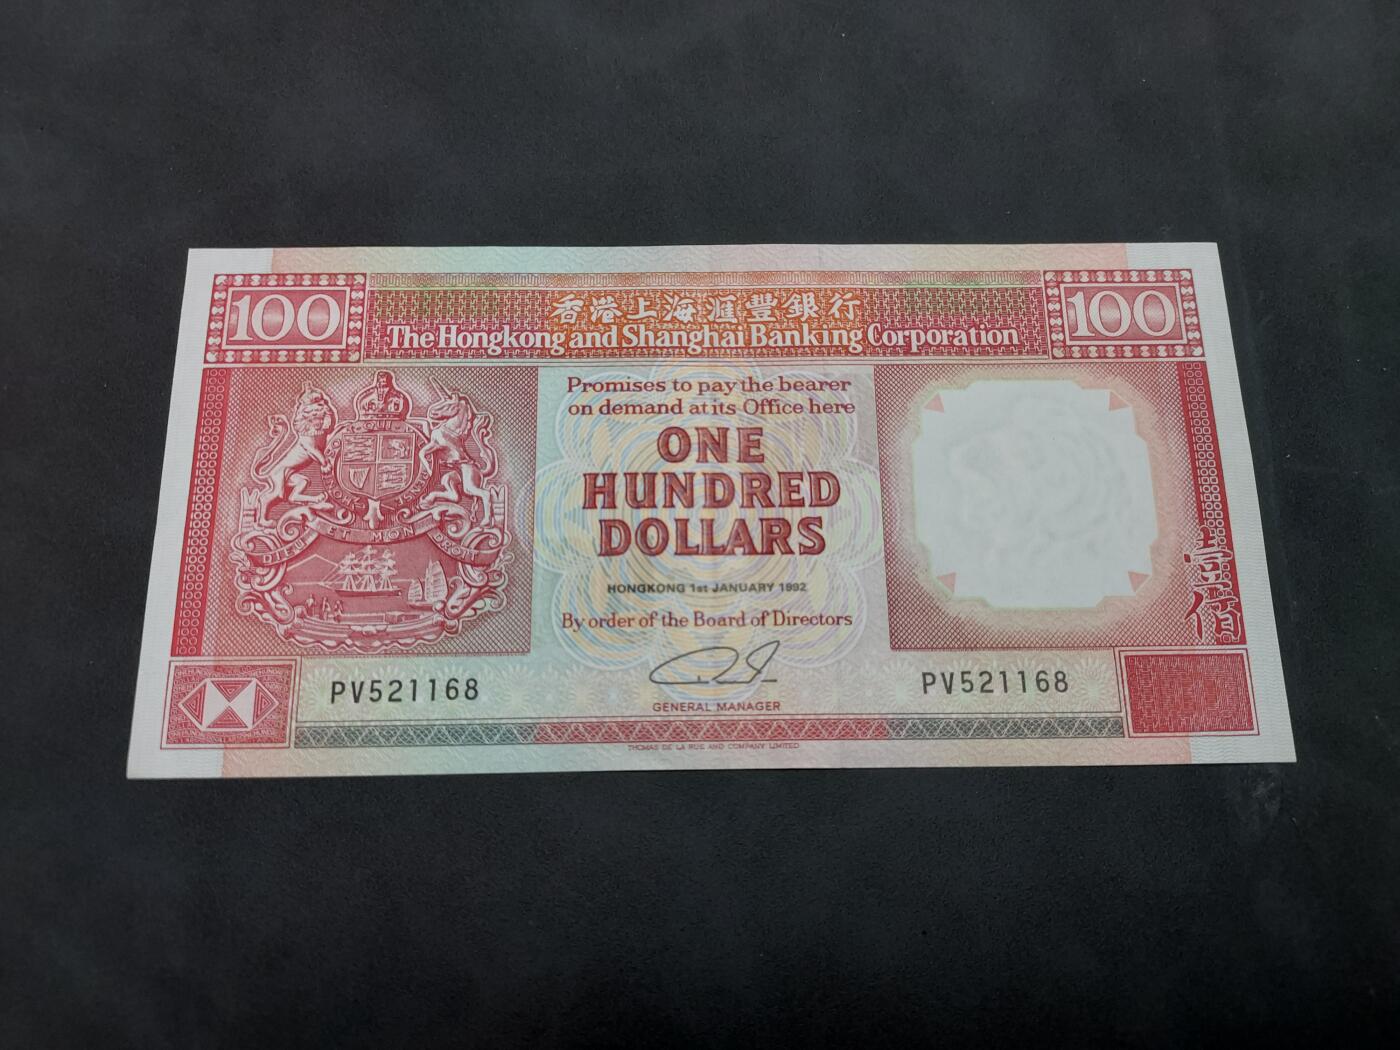 100
香港上海滙豐銀行
100
The Hongkong and Shanghai Banking Corporation
Promises to pay the bearer
on demand at its Office here
ONE
HUNDRED
DOLLARS
DIEU ET MON DROIT
HONGKONG 1st JANUARY 1992
By order of the Board of Directors
PV521168
PV521168
GENERAL MANAGER
THOMAS DE LA RUE AND COMPANY LIMITED